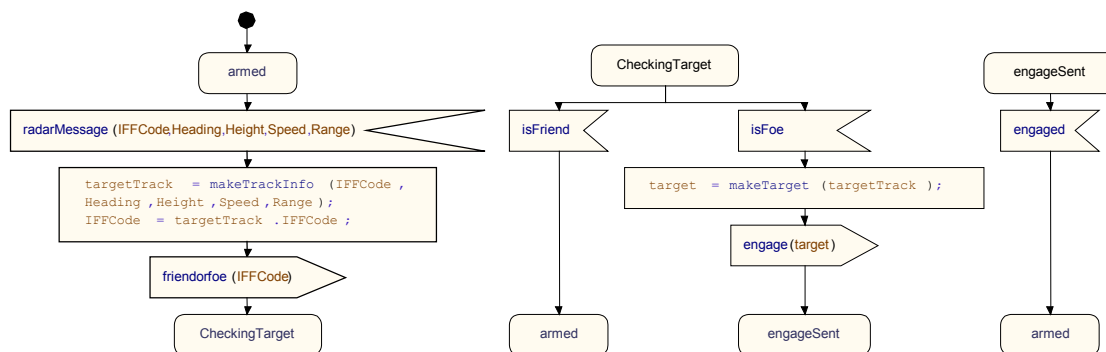 armed
radarMessage (IFFCode,Heading,Height,Speed,Range)
targetTrack = makeTrackInfo (IFFCode ,
Heading ,Height ,Speed ,Range );
IFFCode = targetTrack .IFFCode ;
friendorfoe (IFFCode)
CheckingTarget
CheckingTarget
isFriend
armed
isFoe
target = makeTarget (targetTrack );
engage(target)
engageSent
engageSent
engaged
armed